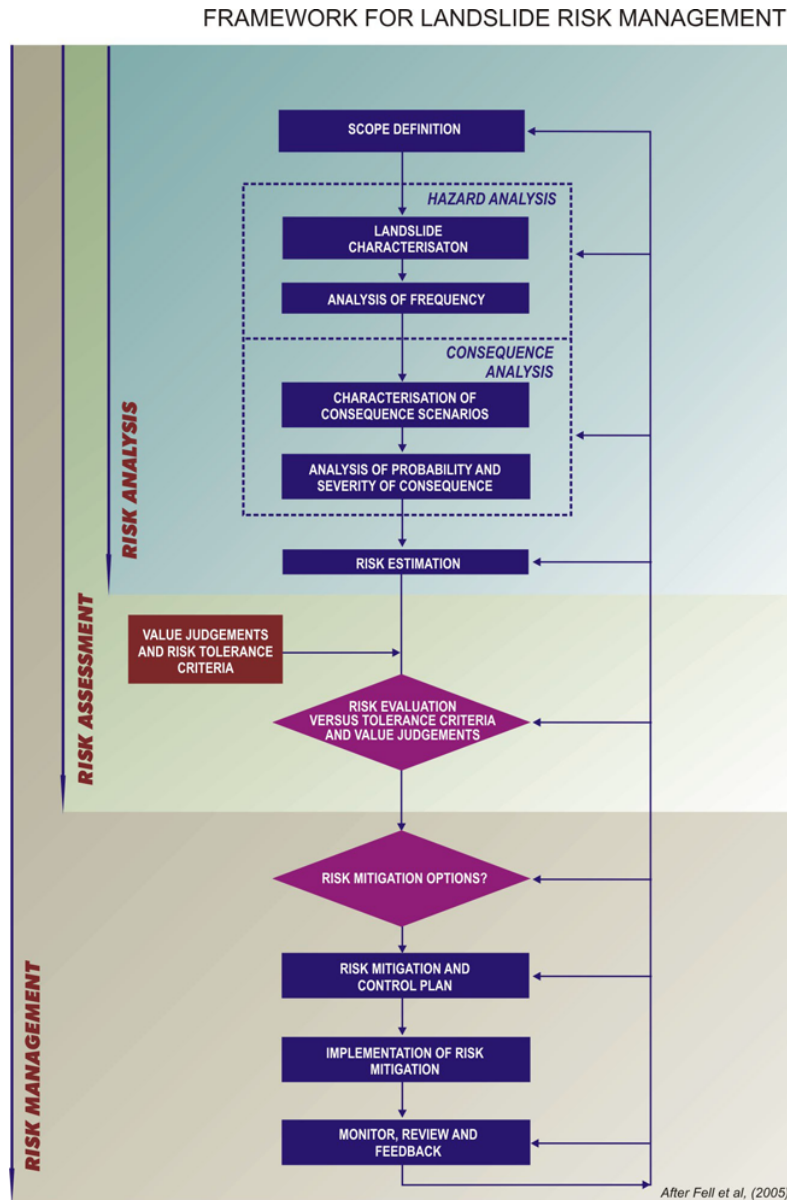 FRAMEWORK FOR LANDSLIDE RISK MANAGEMENT
SCOPE DEFINITION
HAZARD ANALYSIS
LANDSLIDE
CHARACTERISATON
ANALYSIS OF FREQUENCY
CONSEQUENCE
ANALYSIS
CHARACTERISATION OF
CONSEQUENCE SCENARIOS
ANALYSIS OF PROBABILITY AND
SEVERITY OF CONSEQUENCE
RISK ANALYSIS
RISK ESTIMATION
VALUE JUDGEMENTS
AND RISK TOLERANCE
CRITERIA
RISK ASSESSMENT
RISK EVALUATION
VERSUS TOLERANCE CRITERIA
AND VALUE JUDGEMENTS
RISK MITIGATION OPTIONS?
RISK MITIGATION AND
CONTROL PLAN
IMPLEMENTATION OF RISK
MITIGATION
MONITOR, REVIEW AND
FEEDBACK
RISK MANAGEMENT
After Fell et al, (2005)